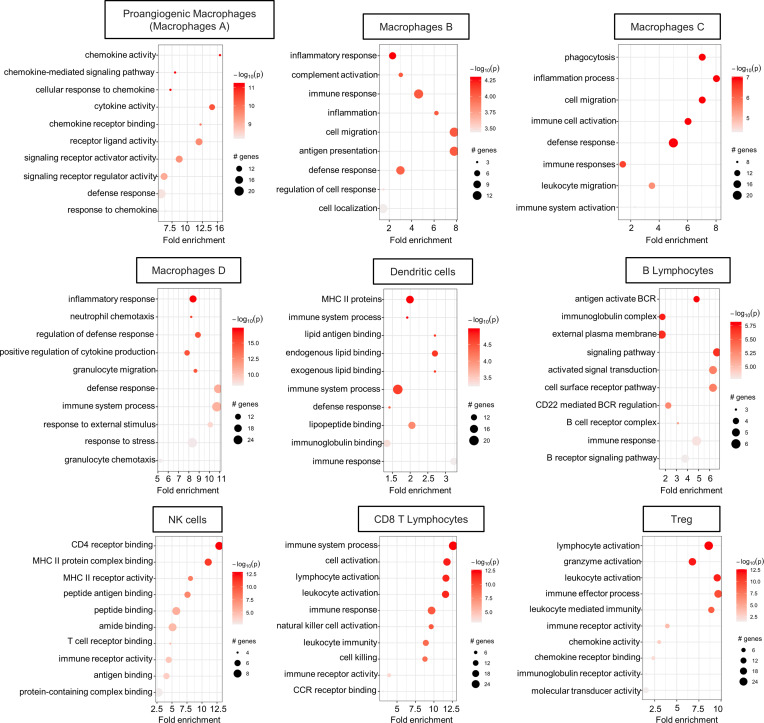 Proangiogenic Macrophages
(Macrophages A)
chemokine activity
chemokine-mediated signaling pathway
cellular response to chemokine
cytokine activity
chemokine receptor binding
receptor ligand activity
signaling receptor activator activity
signaling receptor regulator activity
defense response
response to chemokine
7.5 10 12.5 16
Fold enrichment
−log10(p)
11
9
# genes
12
16
20
Macrophages B
inflammatory response
complement activation
immune response
inflammation
cell migration
antigen presentation
defense response
regulation of cell response
cell localization
2 4 6 8
Fold enrichment
−log10(p)
4.25
4.00
3.75
3.50
# genes
3
6
9
12
Macrophages C
phagocytosis
inflammation process
cell migration
immune cell activation
defense response
immune responses
leukocyte migration
immune system activation
2 4 6 8
Fold enrichment
−log10(p)
7
6
5
# genes
8
12
16
20
Macrophages D
inflammatory response
neutrophil chemotaxis
regulation of defense response
positive regulation of cytokine production
granulocyte migration
defense response
immune system process
response to external stimulus
response to stress
granulocyte chemotaxis
5 6 7 8 9 10 11
Fold enrichment
−log10(p)
16.0
14.0
12.0
10.0
# genes
12
18
24
Dendritic cells
MHC II proteins
immune system process
lipid antigen binding
endogenous lipid binding
exogenous lipid binding
immune system process
defense response
lipopeptide binding
immunoglobulin binding
immune response
1.5 2 2.5 3
Fold enrichment
−log10(p)
4.5
4.0
3.5
# genes
12
16
20
B Lymphocytes
antigen activate BCR
immunoglobulin complex
external plasma membrane
signaling pathway
activated signal transduction
cell surface receptor pathway
CD22 mediated BCR regulation
B cell receptor complex
immune response
B receptor signaling pathway
2 3 4 5 6
Fold enrichment
−log10(p)
5.75
5.50
5.25
5.00
# genes
3
4
5
6
NK cells
CD4 receptor binding
MHC II protein complex binding
MHC II receptor activity
peptide antigen binding
peptide binding
amide binding
T cell receptor binding
immune receptor activity
antigen binding
protein-containing complex binding
2.5 5 7.5 10 12.5
Fold enrichment
−log10(p)
12.5
10.0
7.5
5.0
# genes
4
6
8
CD8 T Lymphocytes
immune system process
cell activation
lymphocyte activation
leukocyte activation
immune response
natural killer cell activation
leukocyte immunity
cell killing
immune receptor activity
CCR receptor binding
5 7.5 10 12.5
Fold enrichment
−log10(p)
12.5
10.0
7.5
5.0
# genes
6
12
18
24
Treg
lymphocyte activation
granzyme activation
leukocyte activation
immune effector process
leukocyte mediated immunity
immune receptor activity
chemokine activity
chemokine receptor binding
immunoglobulin receptor activity
molecular transducer activity
2 4 6 8 10
Fold enrichment
−log10(p)
12.5
10.0
7.5
5.0
2.5
# genes
6
12
18
24